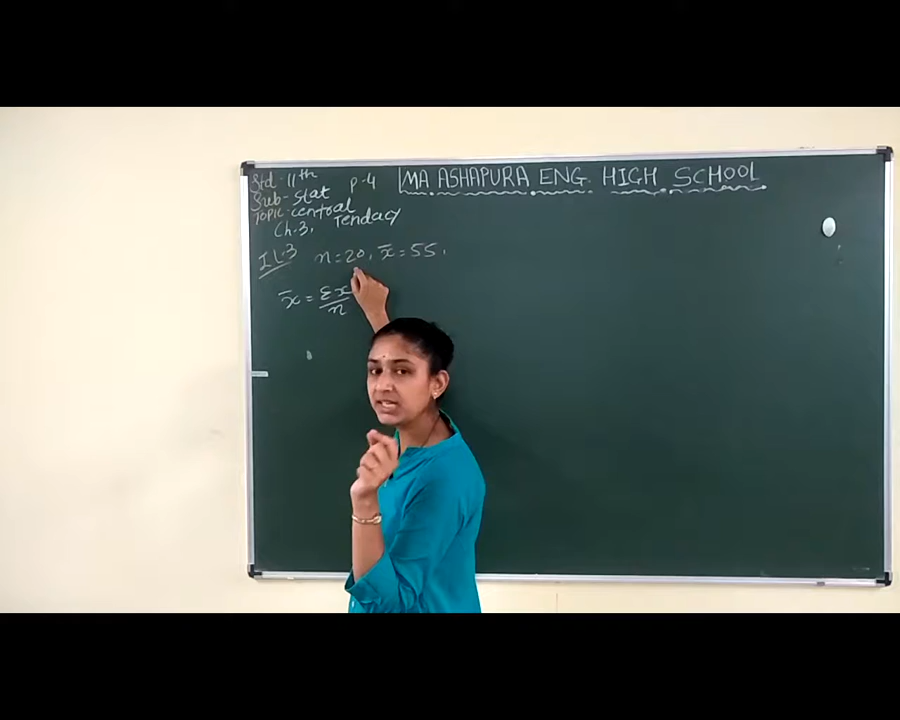 Std - 11th
P-4
MA ASHAPURA ENG. HIGH SCHOOL
Sub - Stat
Topic - central Tendacy
Ch-3,
IL-3
n = 20, x̄ = 55,
x̄ = Σx / n